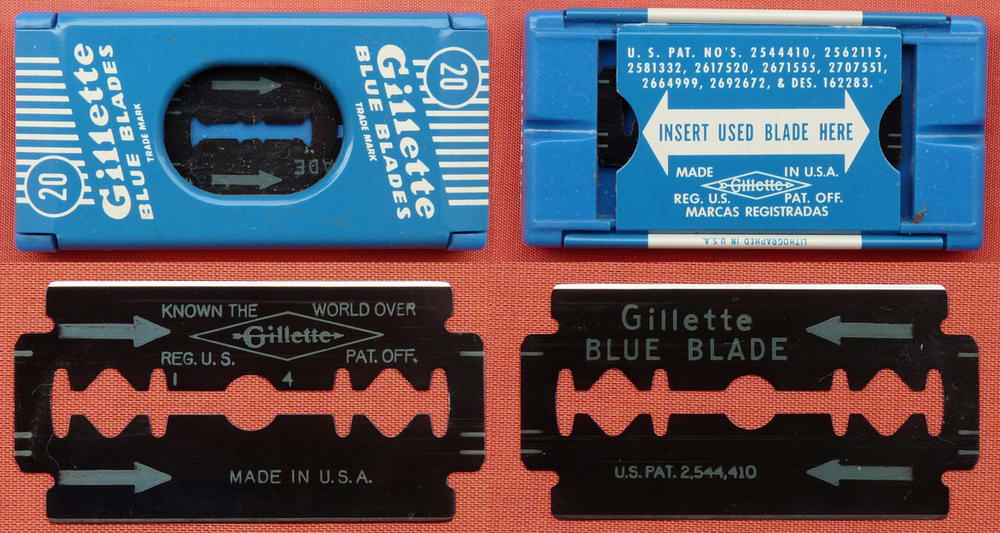 20
Gillette
BLUE BLADES
TRADE MARK
Gillette
BLUE BLADES
TRADE MARK
20
ADE
U. S. PAT. NO'S. 2544410, 2562115,
2581332, 2617520, 2671555, 2707551,
2664999, 2692672, & DES. 162283.
INSERT USED BLADE HERE
MADE IN U.S.A.
Gillette
REG. U.S. PAT. OFF.
MARCAS REGISTRADAS
LITHOGRAPHED IN U.S.A.
KNOWN THE WORLD OVER
Gillette
REG. U.S. PAT. OFF.
1 4
MADE IN U.S.A.
Gillette
BLUE BLADE
U.S. PAT. 2,544,410